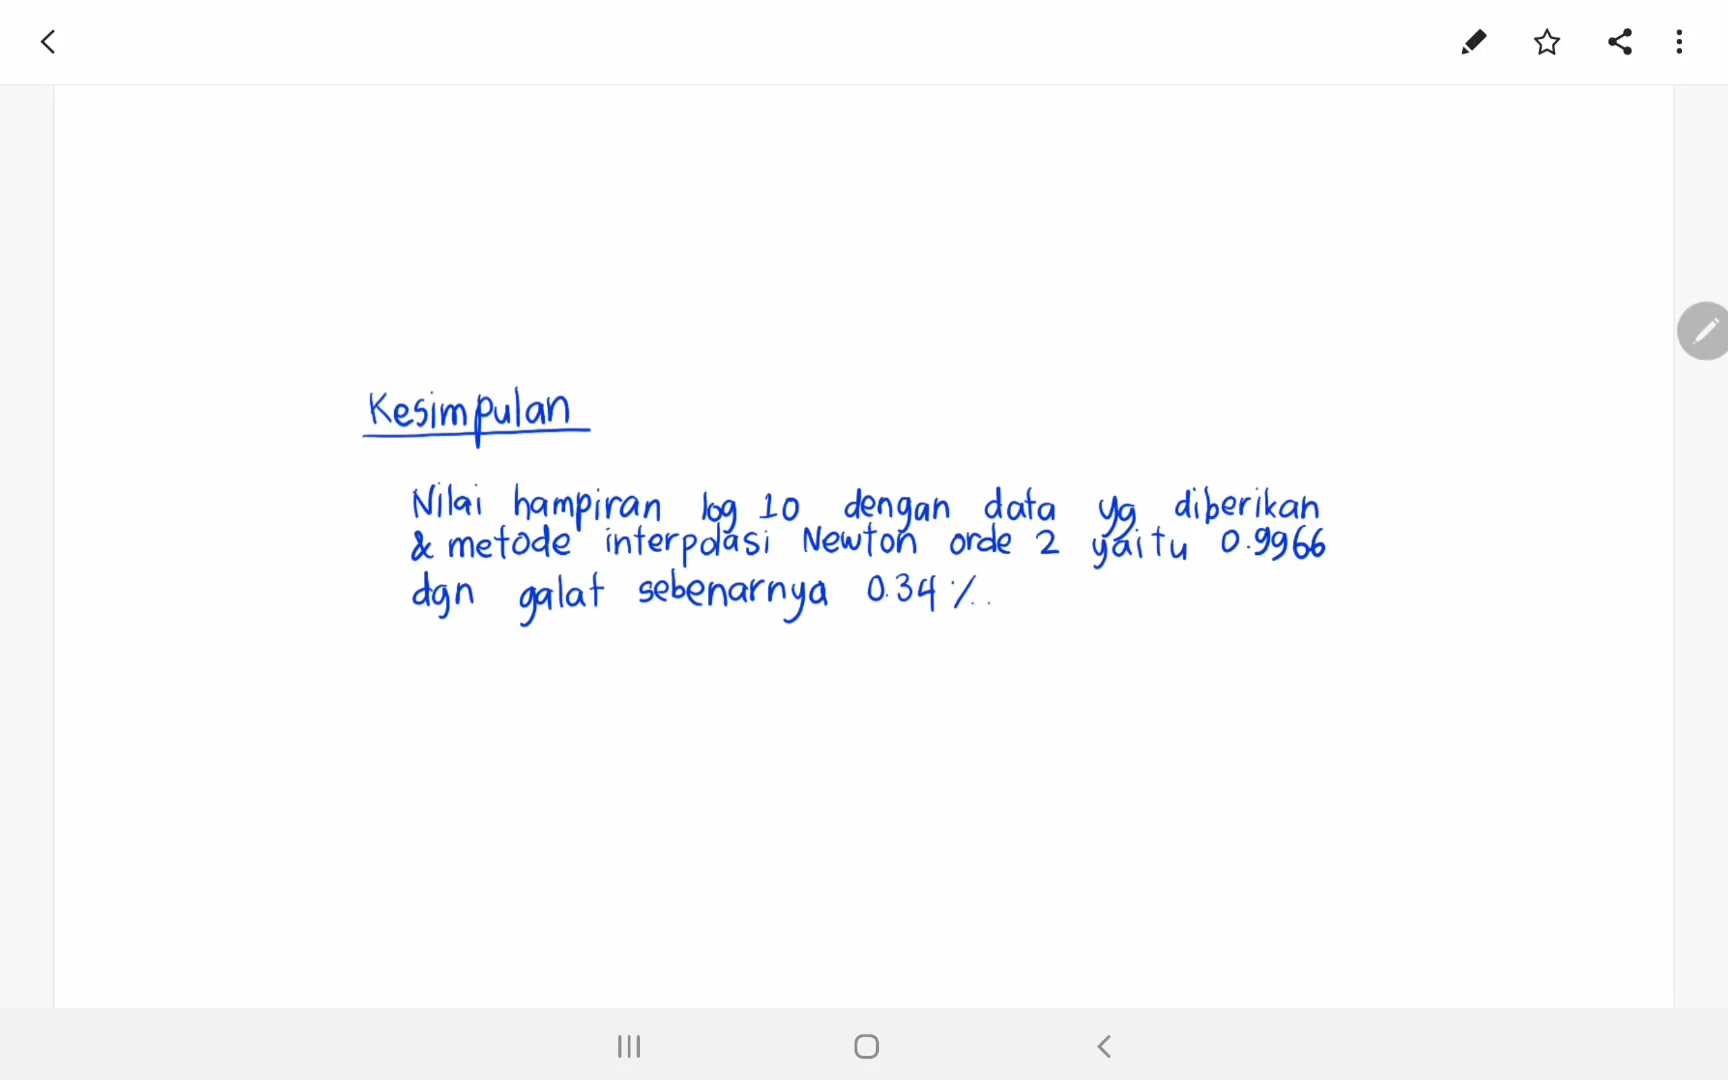 Kesimpulan
Nilai hampiran log 10 dengan data yg diberikan
& metode interpolasi Newton orde 2 yaitu 0.9966
dgn galat sebenarnya 0.34 %.